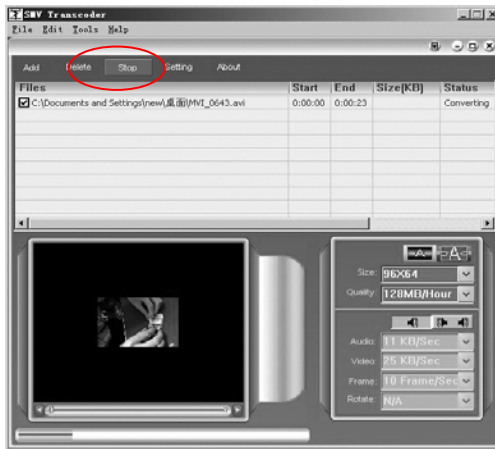 SMV Transcoder
File Edit Tools Help
Add Delete Stop Setting About
Files Start End Size(KB) Status
C:\Documents and Settings\new\桌面\MVI_0643.avi 0:00:00 0:00:23 Converting
Size: 96X64
Quality: 128MB/Hour
Audio: 11 KB/Sec
Video: 25 KB/Sec
Frame: 10 Frame/Sec
Rotate: N/A